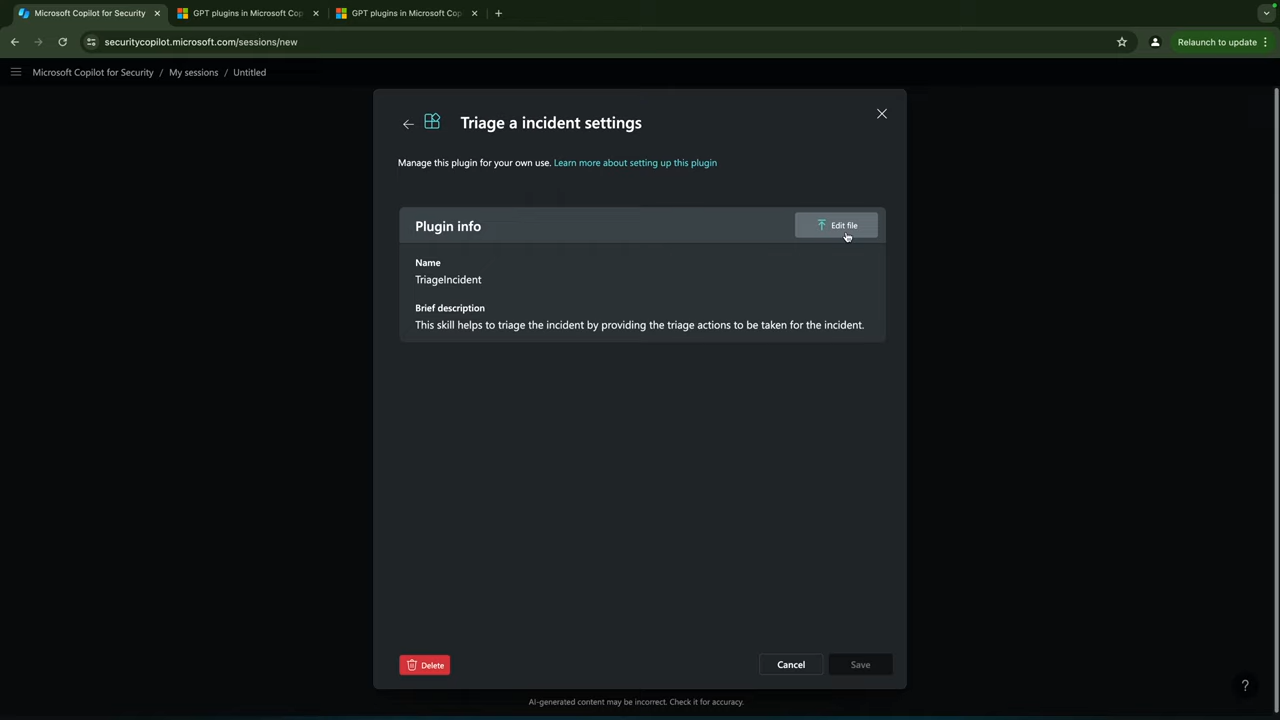 Microsoft Copilot for Security
GPT plugins in Microsoft Cop
GPT plugins in Microsoft Cop
securitycopilot.microsoft.com/sessions/new
Relaunch to update
Microsoft Copilot for Security / My sessions / Untitled
Triage a incident settings
Manage this plugin for your own use. Learn more about setting up this plugin
Plugin info
Edit file
Name
TriageIncident
Brief description
This skill helps to triage the incident by providing the triage actions to be taken for the incident.
Delete
Cancel
Save
AI-generated content may be incorrect. Check it for accuracy.
?